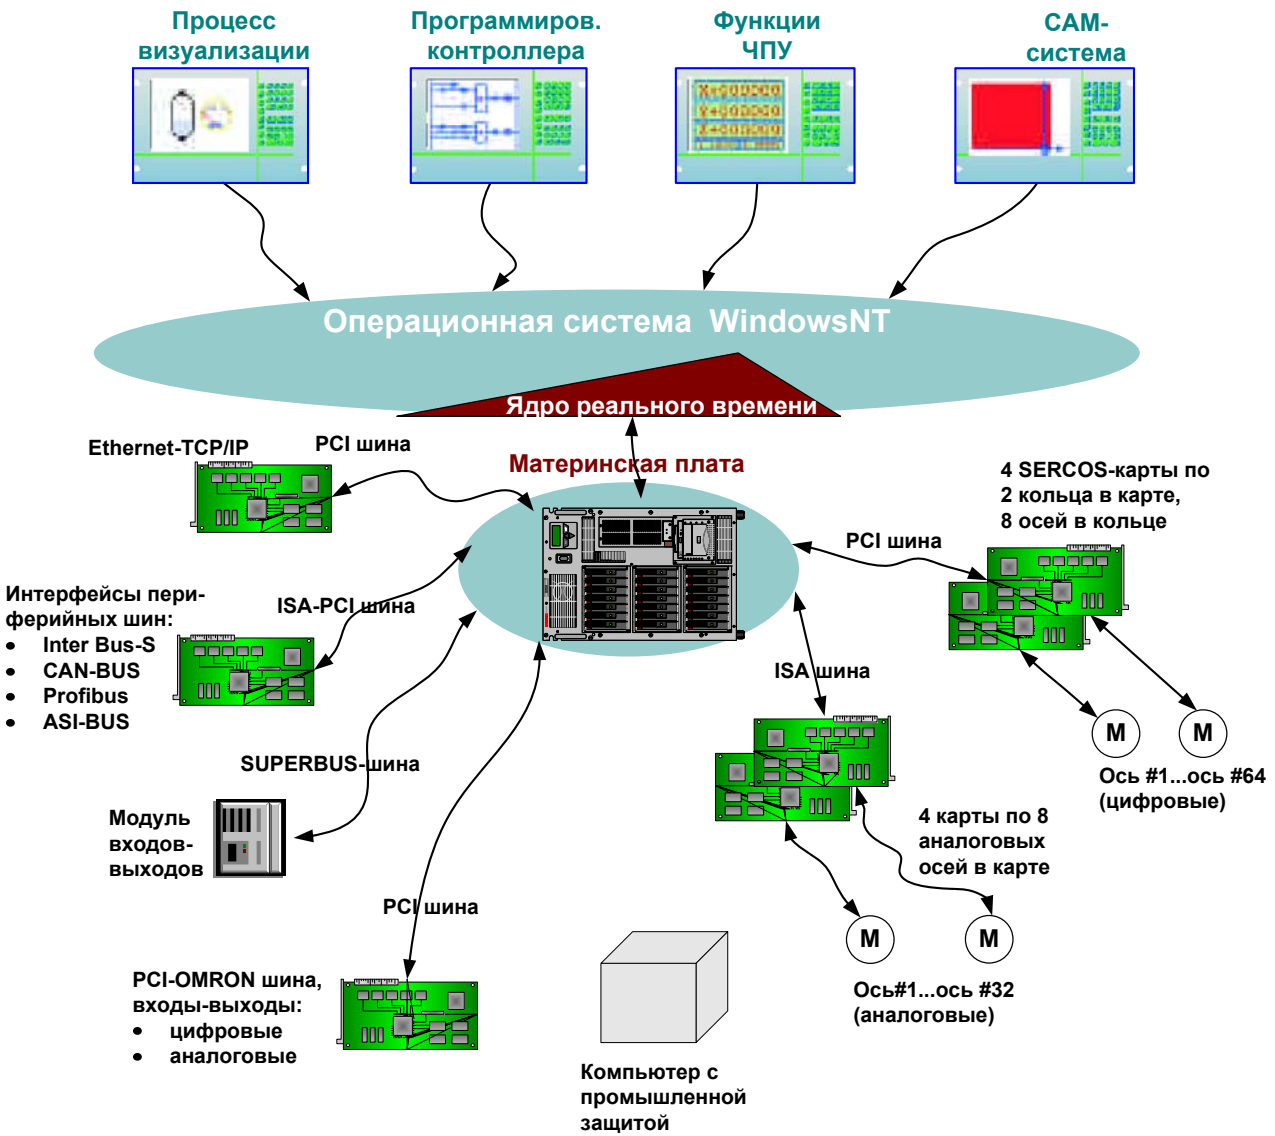 Процесс
визуализации
Программиров.
контроллера
Функции
ЧПУ
CAM-
система
X+000000
Y+000000
Z+000000
Операционная система WindowsNT
Ядро реального времени
Ethernet-TCP/IP
PCI шина
Материнская плата
4 SERCOS-карты по
2 кольца в карте,
8 осей в кольце
PCI шина
Интерфейсы пери-
ферийных шин:
• Inter Bus-S
• CAN-BUS
• Profibus
• ASI-BUS
ISA-PCI шина
ISA шина
M
M
Ось #1...ось #64
(цифровые)
SUPERBUS-шина
Модуль
входов-
выходов
4 карты по 8
аналоговых
осей в карте
PCI шина
M
M
Ось#1...ось #32
(аналоговые)
PCI-OMRON шина,
входы-выходы:
• цифровые
• аналоговые
Компьютер с
промышленной
защитой